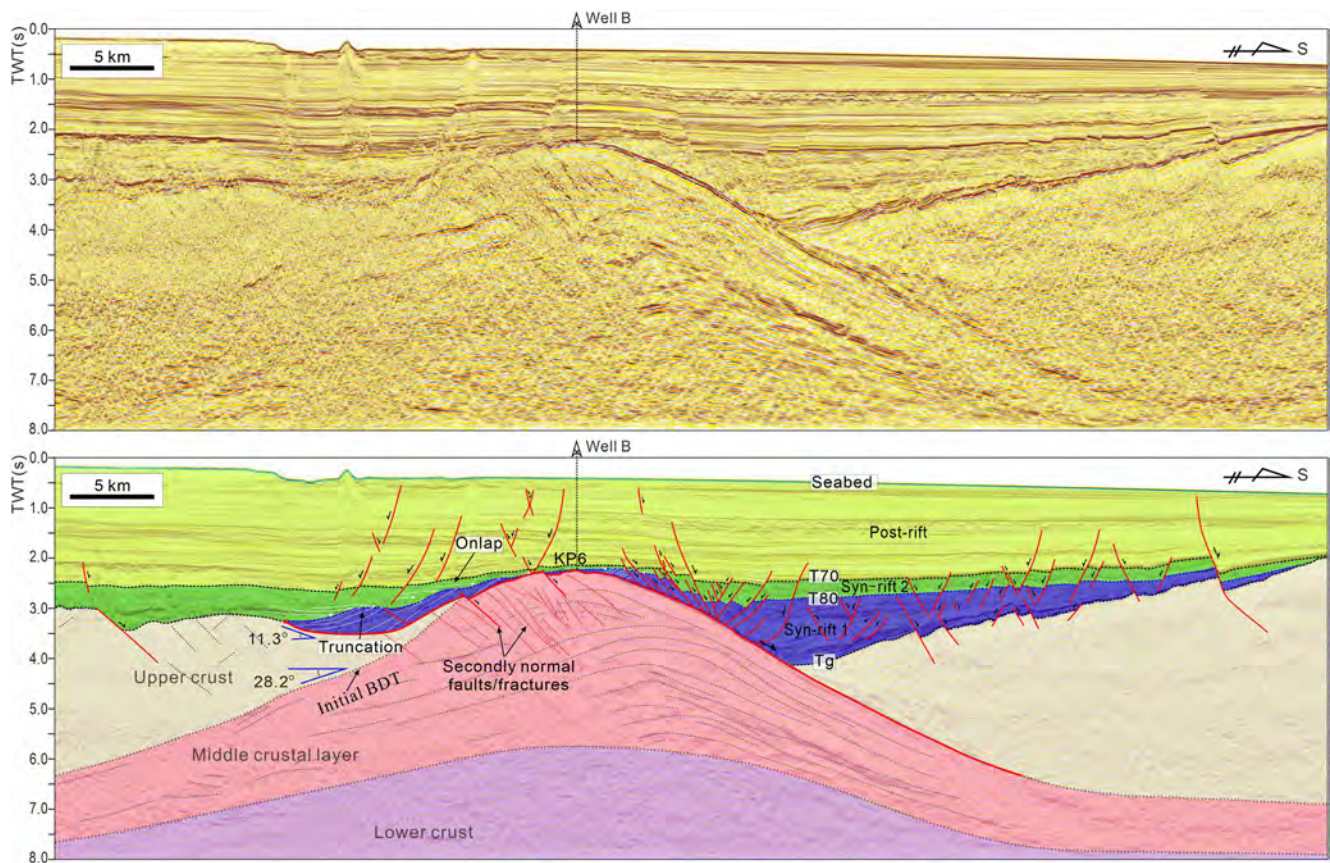 Well B
TWT(s)
0.0
5 km
S
1.0
2.0
3.0
4.0
5.0
6.0
7.0
8.0
Well B
TWT(s)
0.0
5 km
S
Seabed
1.0
Post-rift
Onlap
2.0
KP6
T70
Syn-rift 2
T80
3.0
Syn-rift 1
11.3°
Truncation
4.0
Tg
Upper crust
28.2°
Secondly normal
faults/fractures
Initial BDT
5.0
Middle crustal layer
6.0
7.0
Lower crust
8.0